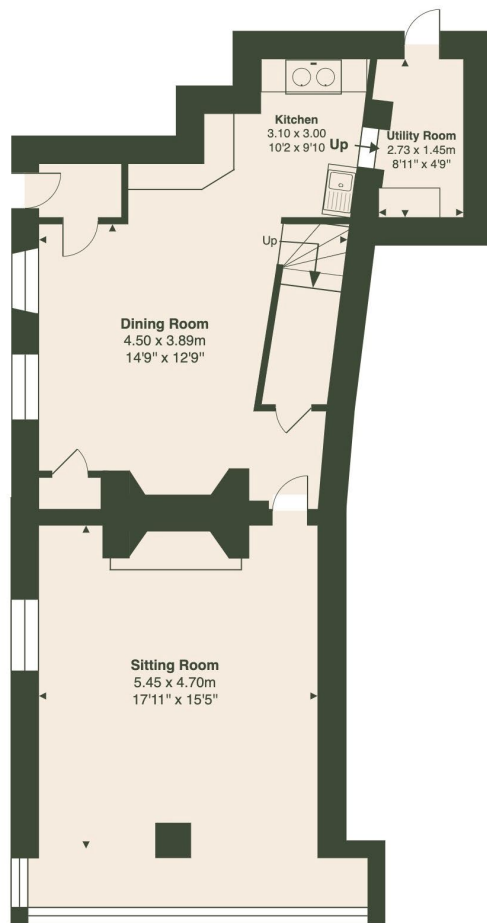 Kitchen
3.10 x 3.00
10'2 x 9'10
Up
Utility Room
2.73 x 1.45m
8'11" x 4'9"
Up
Dining Room
4.50 x 3.89m
14'9" x 12'9"
Sitting Room
5.45 x 4.70m
17'11" x 15'5"